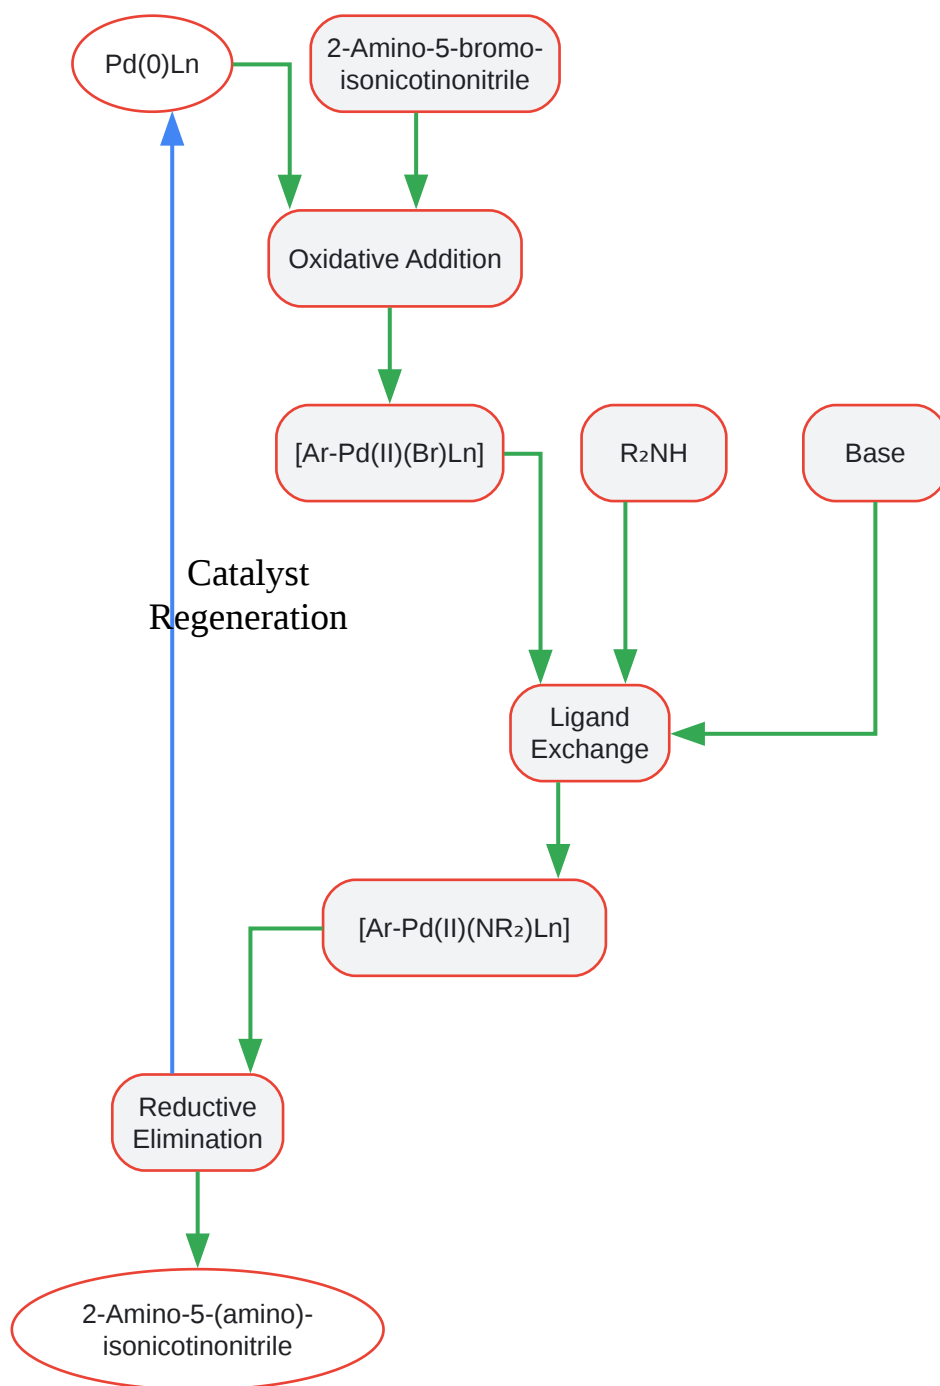 Pd(0)Ln
2-Amino-5-bromo-
isonicotinonitrile
Oxidative Addition
[Ar-Pd(II)(Br)Ln]
R₂NH
Base
Catalyst
Regeneration
Ligand
Exchange
[Ar-Pd(II)(NR₂)Ln]
Reductive
Elimination
2-Amino-5-(amino)-
isonicotinonitrile